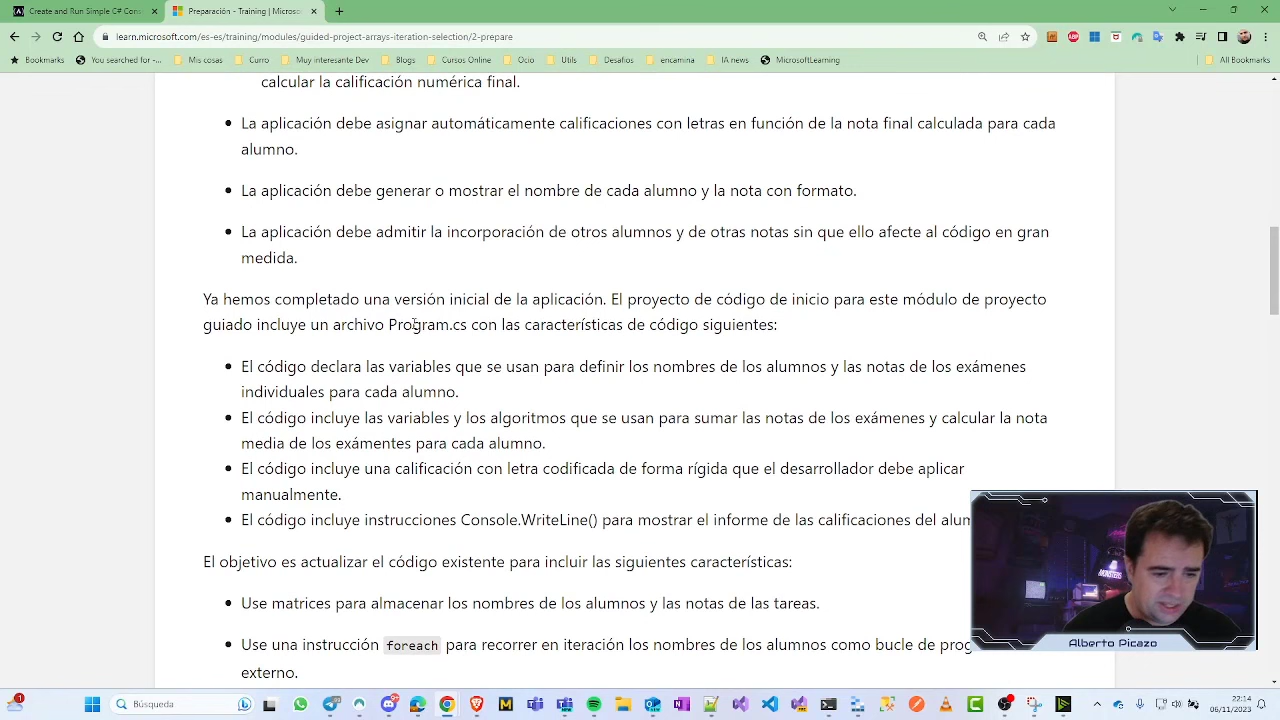 Create and Run Simple C# Con
Preparación - Training | Micros
learn.microsoft.com/es-es/training/modules/guided-project-arrays-iteration-selection/2-prepare
Bookmarks
You searched for -...
Mis cosas
Curro
Muy interesante Dev
Blogs
Cursos Online
Ocio
Utils
Desafios
encamina
IA news
MicrosoftLearning
All Bookmarks
calcular la calificación numérica final.
La aplicación debe asignar automáticamente calificaciones con letras en función de la nota final calculada para cada
alumno.
La aplicación debe generar o mostrar el nombre de cada alumno y la nota con formato.
La aplicación debe admitir la incorporación de otros alumnos y de otras notas sin que ello afecte al código en gran
medida.
Ya hemos completado una versión inicial de la aplicación. El proyecto de código de inicio para este módulo de proyecto
guiado incluye un archivo Program.cs con las características de código siguientes:
El código declara las variables que se usan para definir los nombres de los alumnos y las notas de los exámenes
individuales para cada alumno.
El código incluye las variables y los algoritmos que se usan para sumar las notas de los exámenes y calcular la nota
media de los exámentes para cada alumno.
El código incluye una calificación con letra codificada de forma rígida que el desarrollador debe aplicar
manualmente.
El código incluye instrucciones Console.WriteLine() para mostrar el informe de las calificaciones del alum
El objetivo es actualizar el código existente para incluir las siguientes características:
Use matrices para almacenar los nombres de los alumnos y las notas de las tareas.
Use una instrucción foreach para recorrer en iteración los nombres de los alumnos como bucle de prog
externo.
MONSTERS
Alberto Picazo
Búsqueda
22:14
06/11/2023